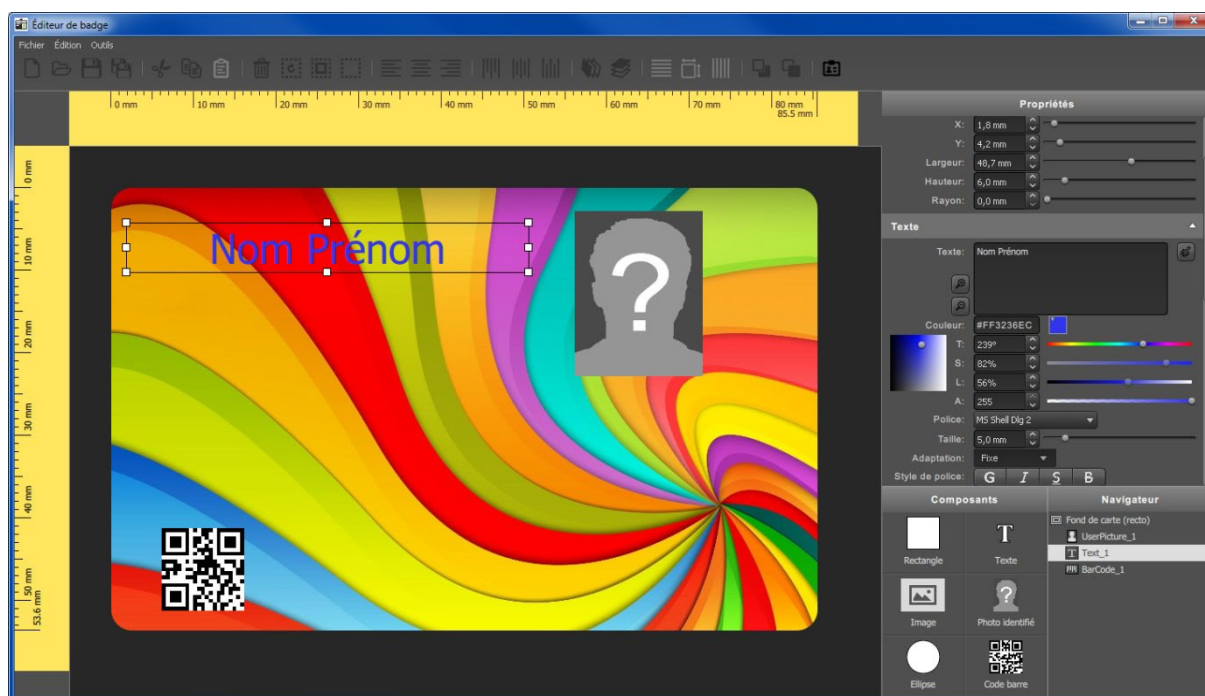 Éditeur de badge
Fichier Édition Outils
0 mm 10 mm 20 mm 30 mm 40 mm 50 mm 60 mm 70 mm 80 mm
85.5 mm
0 mm
10 mm
20 mm
30 mm
40 mm
50 mm
53.6 mm
Nom Prénom
?
Propriétés
X: 1,8 mm
Y: 4,2 mm
Largeur: 48,7 mm
Hauteur: 6,0 mm
Rayon: 0,0 mm
Texte
Texte: Nom Prénom
Couleur: #FF3236EC
T: 239°
S: 82%
L: 56%
A: 255
Police: MS Shell Dlg 2
Taille: 5,0 mm
Adaptation: Fixe
Style de police: G I S B
Composants
Rectangle
T
Texte
Image
?
Photo identifié
Ellipse
Code barre
Navigateur
Fond de carte (recto)
UserPicture_1
T Text_1
BarCode_1